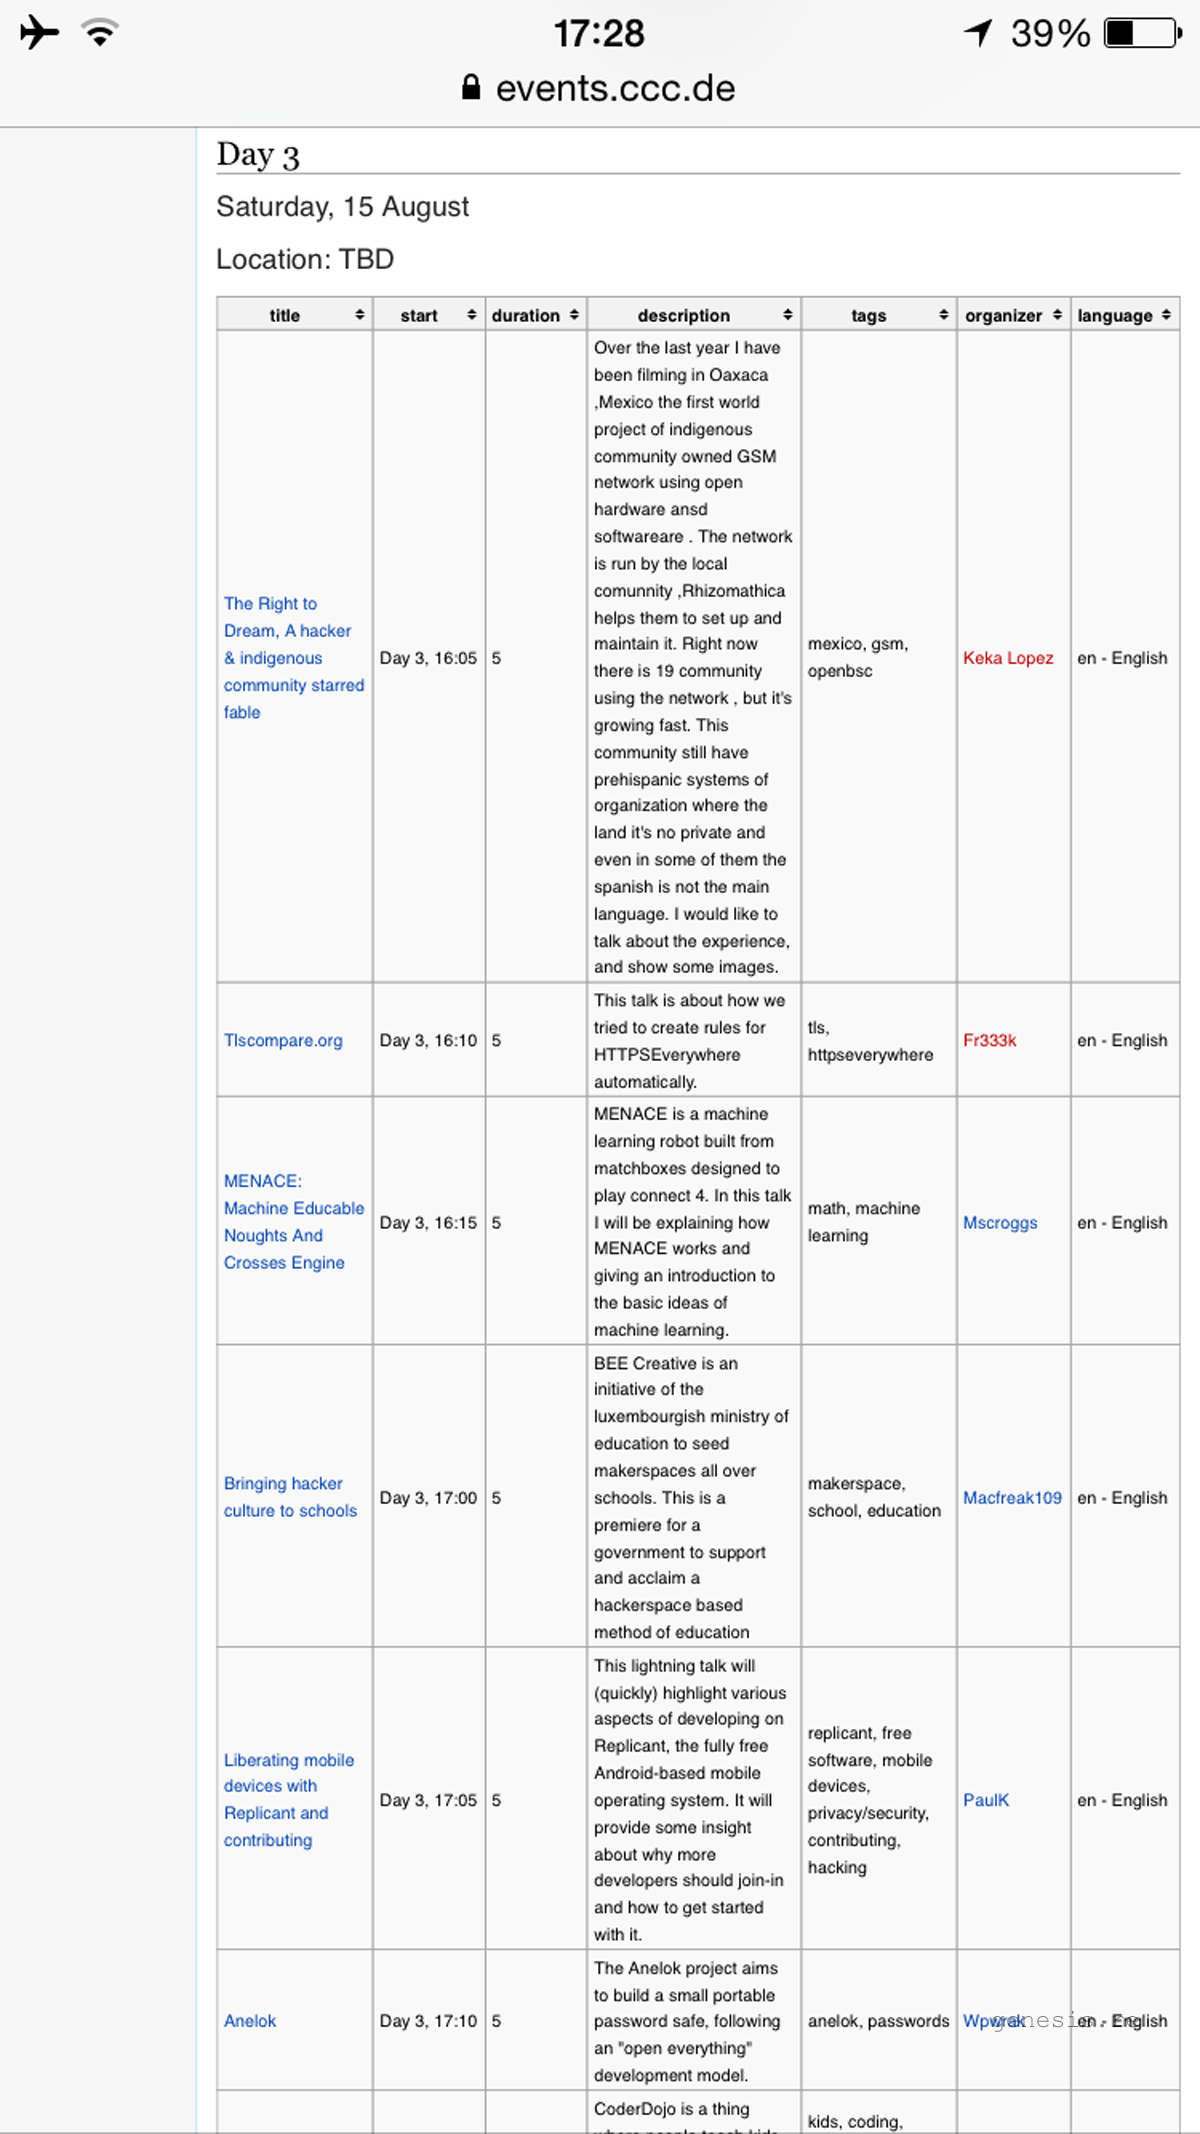 17:28
39%
events.ccc.de
Day 3
Saturday, 15 August
Location: TBD
title start duration description tags organizer language
The Right to
Dream, A hacker
& indigenous
community starred
fable
Day 3, 16:05
5
Over the last year I have
been filming in Oaxaca
,Mexico the first world
project of indigenous
community owned GSM
network using open
hardware ansd
softwareare . The network
is run by the local
comunnity ,Rhizomathica
helps them to set up and
maintain it. Right now
there is 19 community
using the network , but it's
growing fast. This
community still have
prehispanic systems of
organization where the
land it's no private and
even in some of them the
spanish is not the main
language. I would like to
talk about the experience,
and show some images.
mexico, gsm,
openbsc
Keka Lopez
en - English
Tlscompare.org
Day 3, 16:10
5
This talk is about how we
tried to create rules for
HTTPSEverywhere
automatically.
tls,
httpseverywhere
Fr333k
en - English
MENACE:
Machine Educable
Noughts And
Crosses Engine
Day 3, 16:15
5
MENACE is a machine
learning robot built from
matchboxes designed to
play connect 4. In this talk
I will be explaining how
MENACE works and
giving an introduction to
the basic ideas of
machine learning.
math, machine
learning
Mscroggs
en - English
Bringing hacker
culture to schools
Day 3, 17:00
5
BEE Creative is an
initiative of the
luxembourgish ministry of
education to seed
makerspaces all over
schools. This is a
premiere for a
government to support
and acclaim a
hackerspace based
method of education
makerspace,
school, education
Macfreak109
en - English
Liberating mobile
devices with
Replicant and
contributing
Day 3, 17:05
5
This lightning talk will
(quickly) highlight various
aspects of developing on
Replicant, the fully free
Android-based mobile
operating system. It will
provide some insight
about why more
developers should join-in
and how to get started
with it.
replicant, free
software, mobile
devices,
privacy/security,
contributing,
hacking
PaulK
en - English
Anelok
Day 3, 17:10
5
The Anelok project aims
to build a small portable
password safe, following
an "open everything"
development model.
anelok, passwords
Wpwrak
en - English
CoderDojo is a thing
where people teach kids
kids, coding,